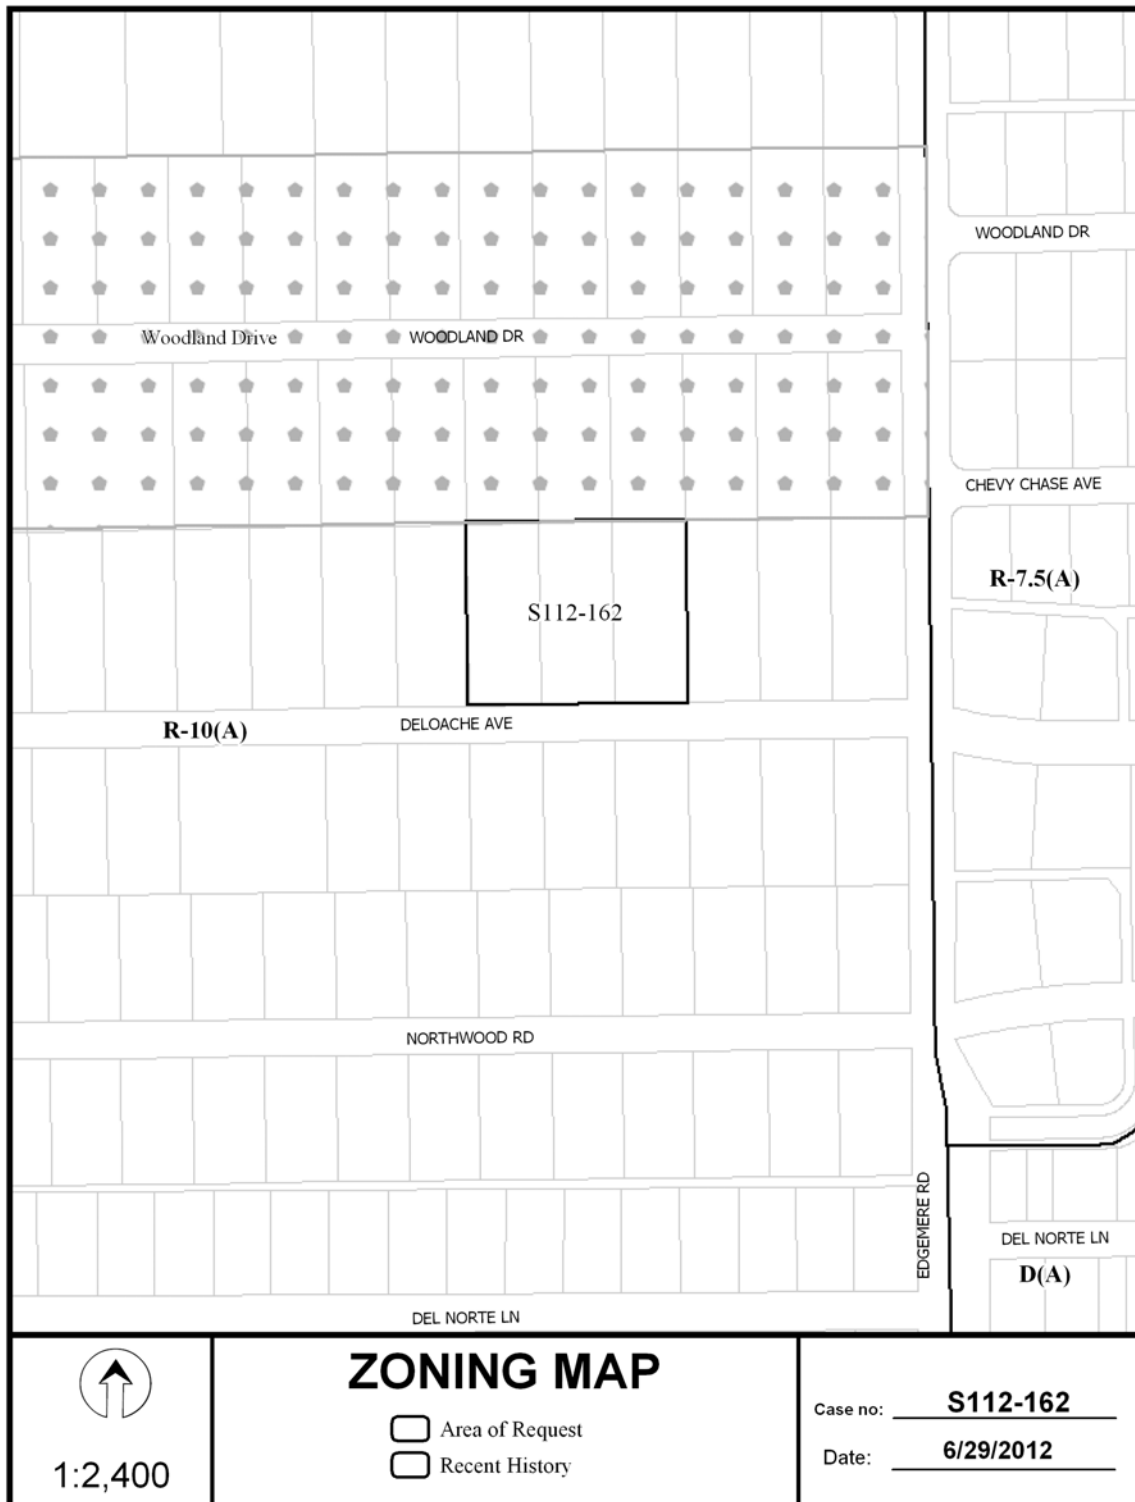 WOODLAND DR
Woodland Drive
WOODLAND DR
CHEVY CHASE AVE
R-7.5(A)
S112-162
R-10(A)
DELOACHE AVE
NORTHWOOD RD
EDGEMERE RD
DEL NORTE LN
D(A)
DEL NORTE LN
1:2,400
ZONING MAP
Area of Request
Recent History
Case no: S112-162
Date: 6/29/2012